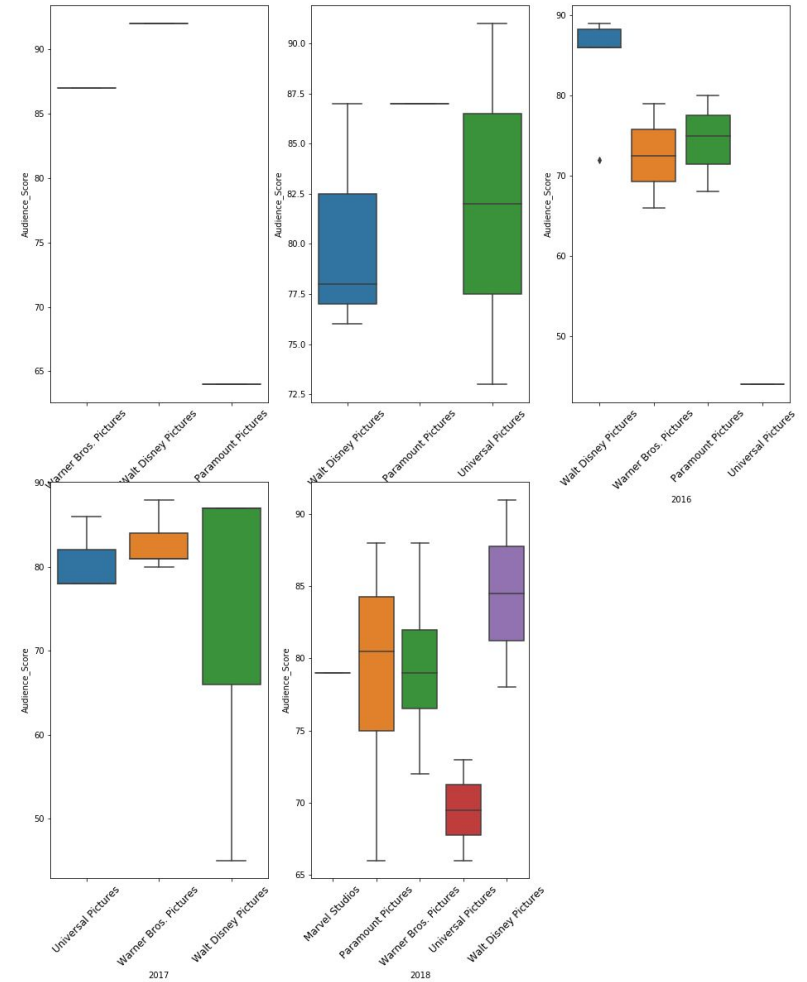 Audience_Score
90
85
80
75
70
65
Warner Bros. Pictures
Walt Disney Pictures
Paramount Pictures
Audience_Score
90.0
87.5
85.0
82.5
80.0
77.5
75.0
72.5
Walt Disney Pictures
Paramount Pictures
Universal Pictures
Audience_Score
90
80
70
60
50
Walt Disney Pictures
Warner Bros. Pictures
Paramount Pictures
Universal Pictures
2016
Audience_Score
90
80
70
60
50
Universal Pictures
Warner Bros. Pictures
Walt Disney Pictures
2017
Audience_Score
90
85
80
75
70
65
Marvel Studios
Paramount Pictures
Warner Bros. Pictures
Universal Pictures
Walt Disney Pictures
2018